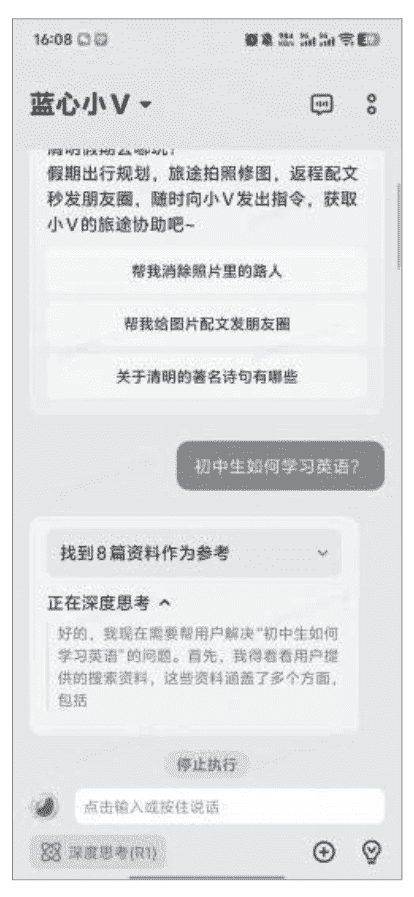 16:08
蓝心小V
清明假期去哪玩？
假期出行规划，旅途拍照修图，返程配文
秒发朋友圈，随时向小V发出指令，获取
小V的旅途协助吧~
帮我消除照片里的路人
帮我给图片配文发朋友圈
关于清明的著名诗句有哪些
初中生如何学习英语？
找到8篇资料作为参考
正在深度思考
好的，我现在需要帮用户解决“初中生如何
学习英语”的问题。首先，我得看看用户提
供的搜索资料，这些资料涵盖了多个方面，
包括
停止执行
点击输入或按住说话
深度思考(R1)